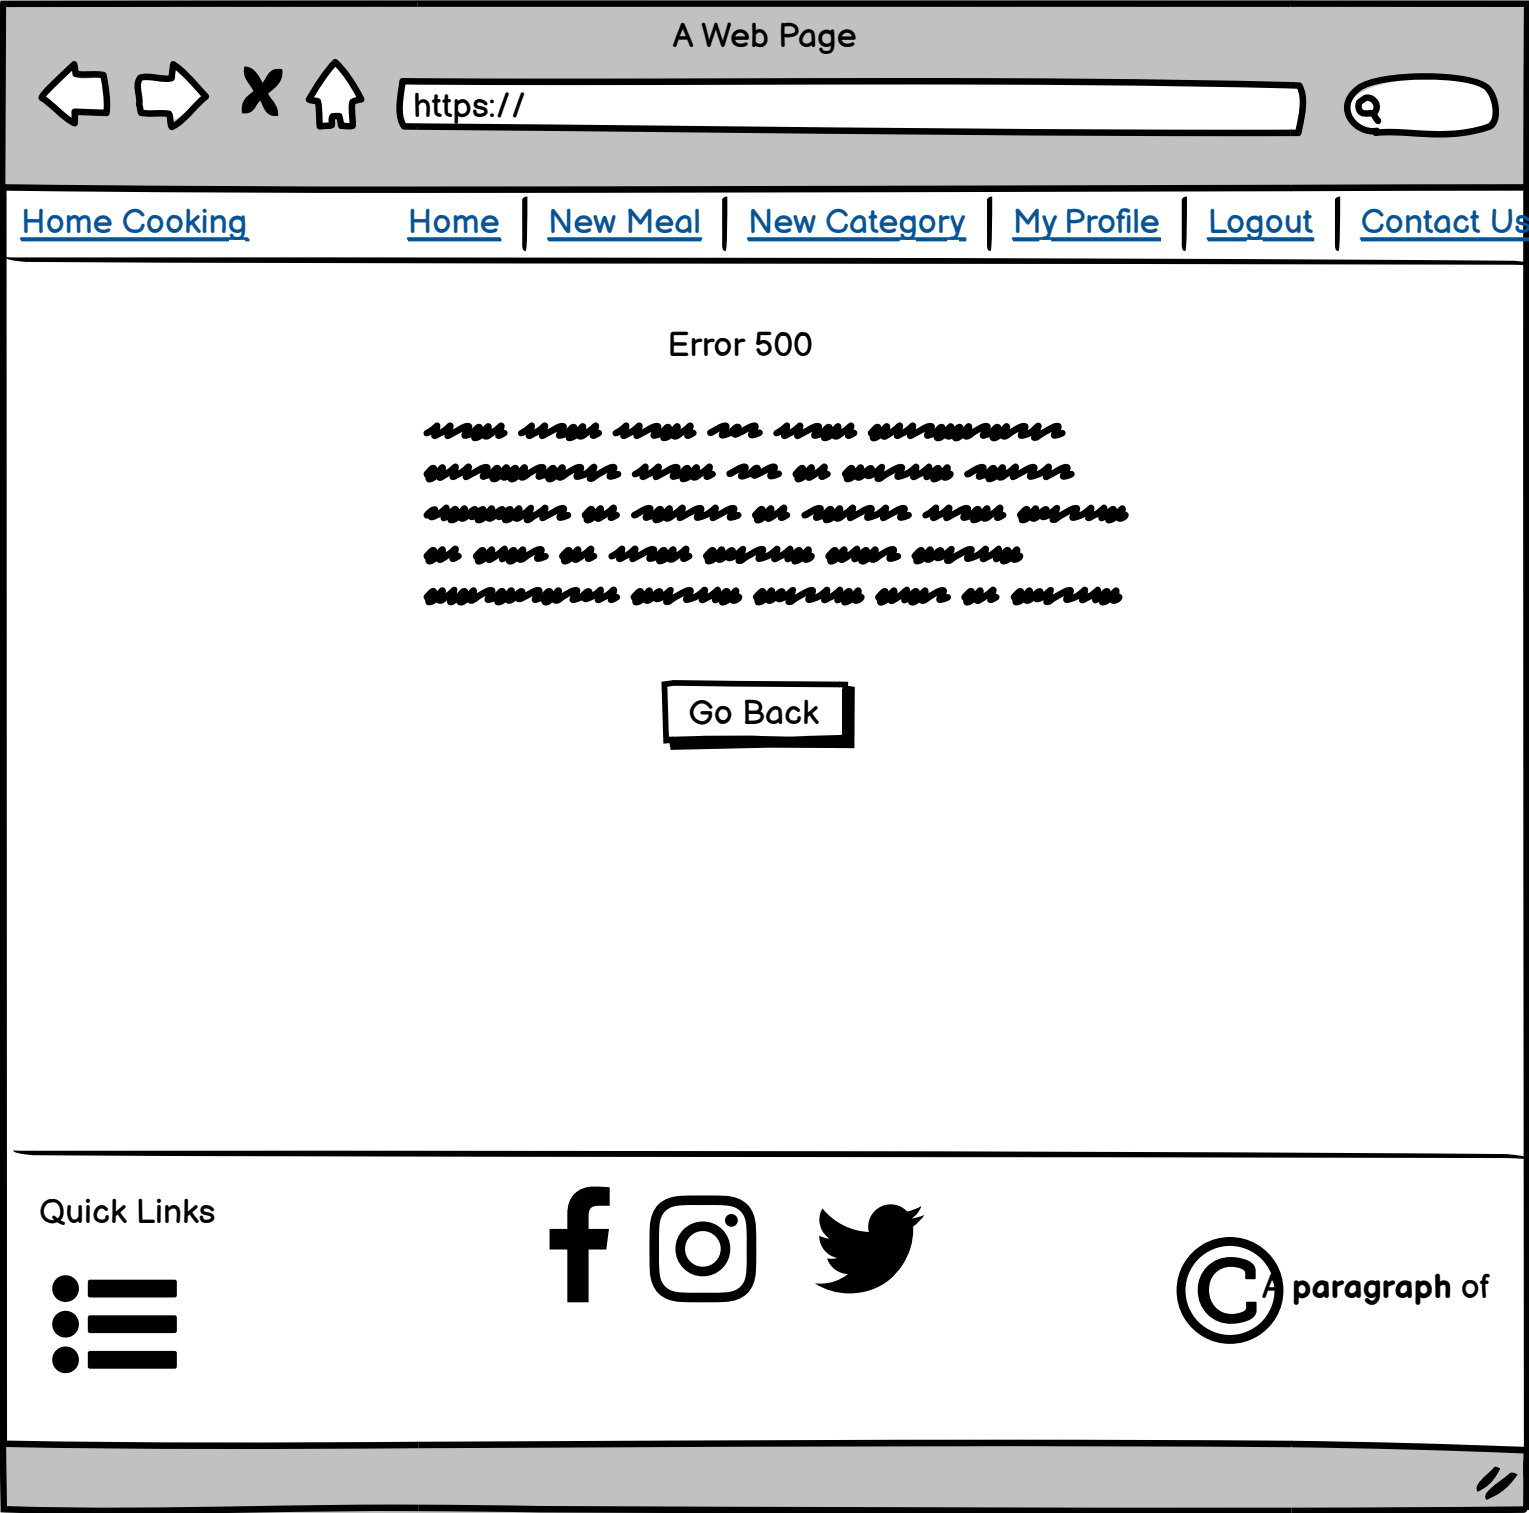 A Web Page
https://
Home Cooking Home New Meal New Category My Profile Logout Contact Us
Error 500
Go Back
Quick Links
© A paragraph of